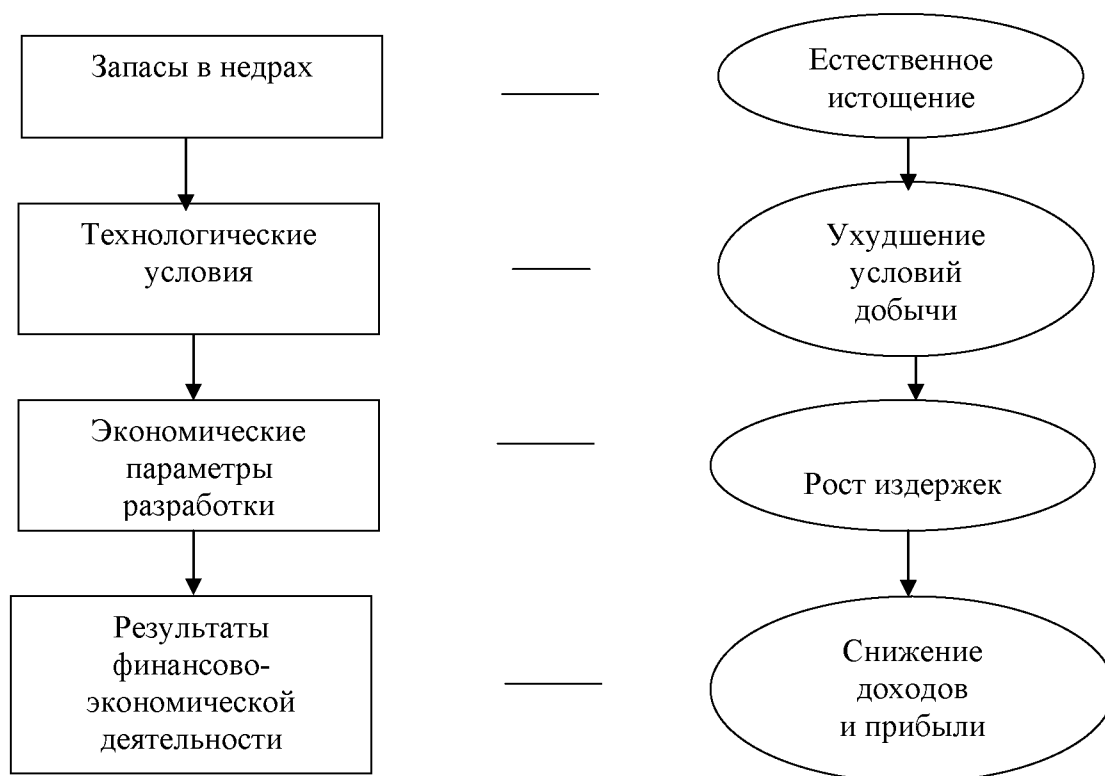 Запасы в недрах
Естественное
истощение
Технологические
условия
Ухудшение
условий
добычи
Экономические
параметры
разработки
Рост издержек
Результаты
финансово-
экономической
деятельности
Снижение
доходов
и прибыли